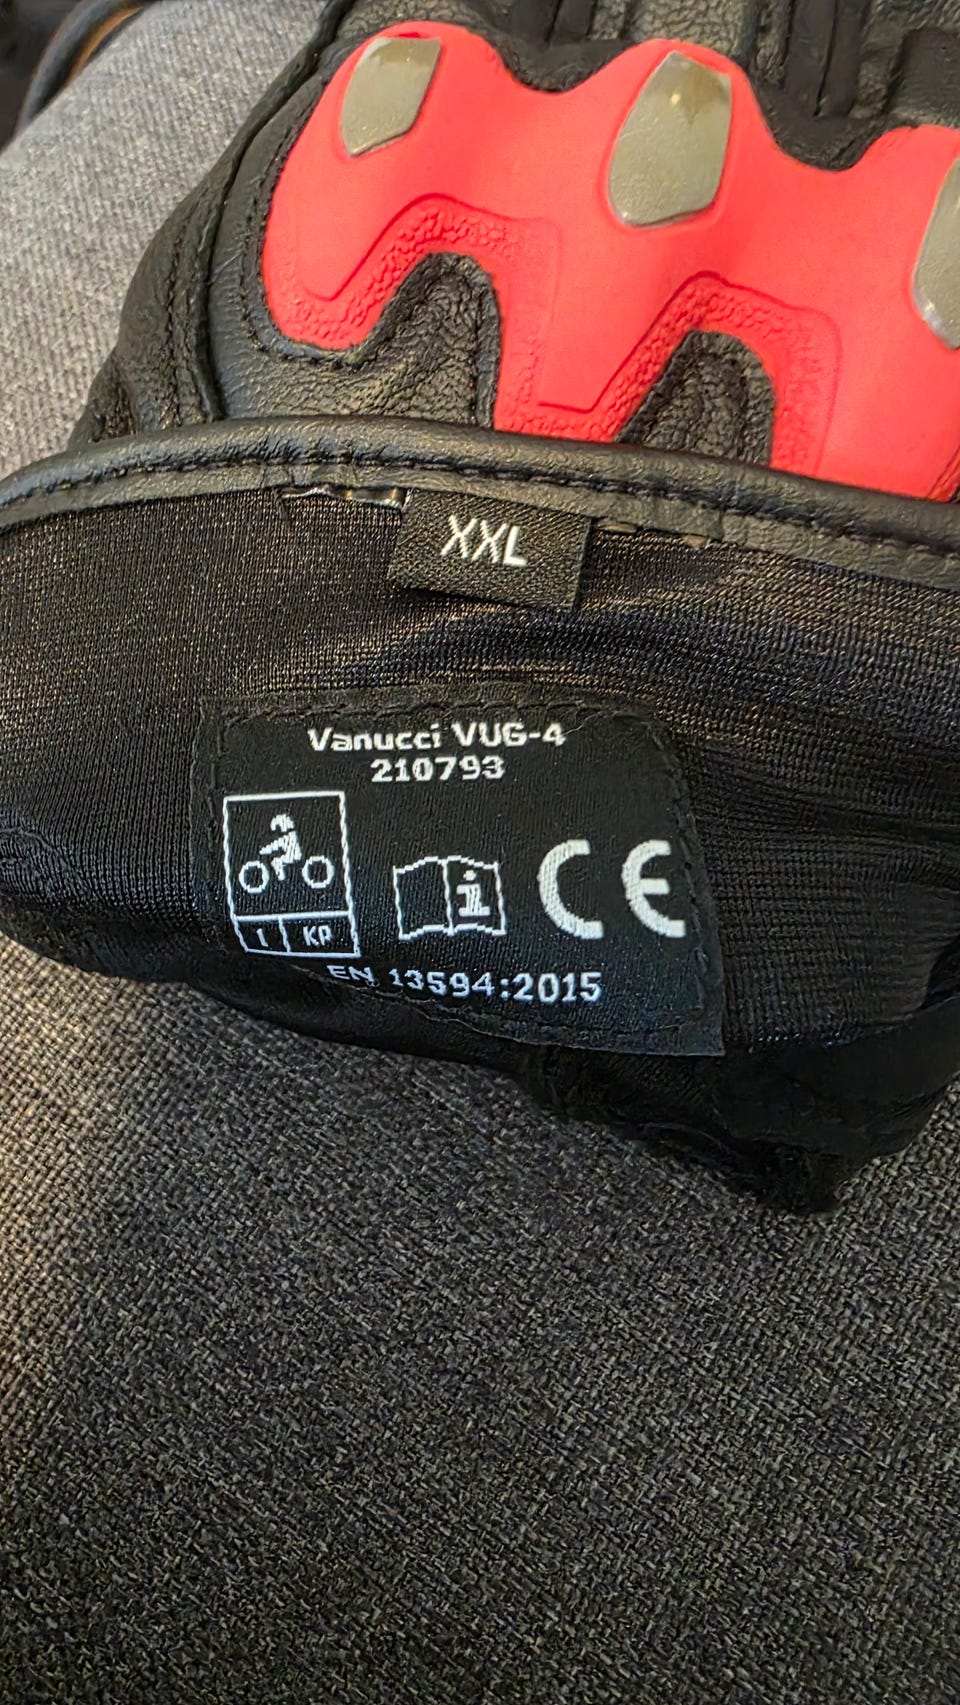 XXL
Vanucci VUG-4
210793
i
CE
1 KP
EN 13594:2015